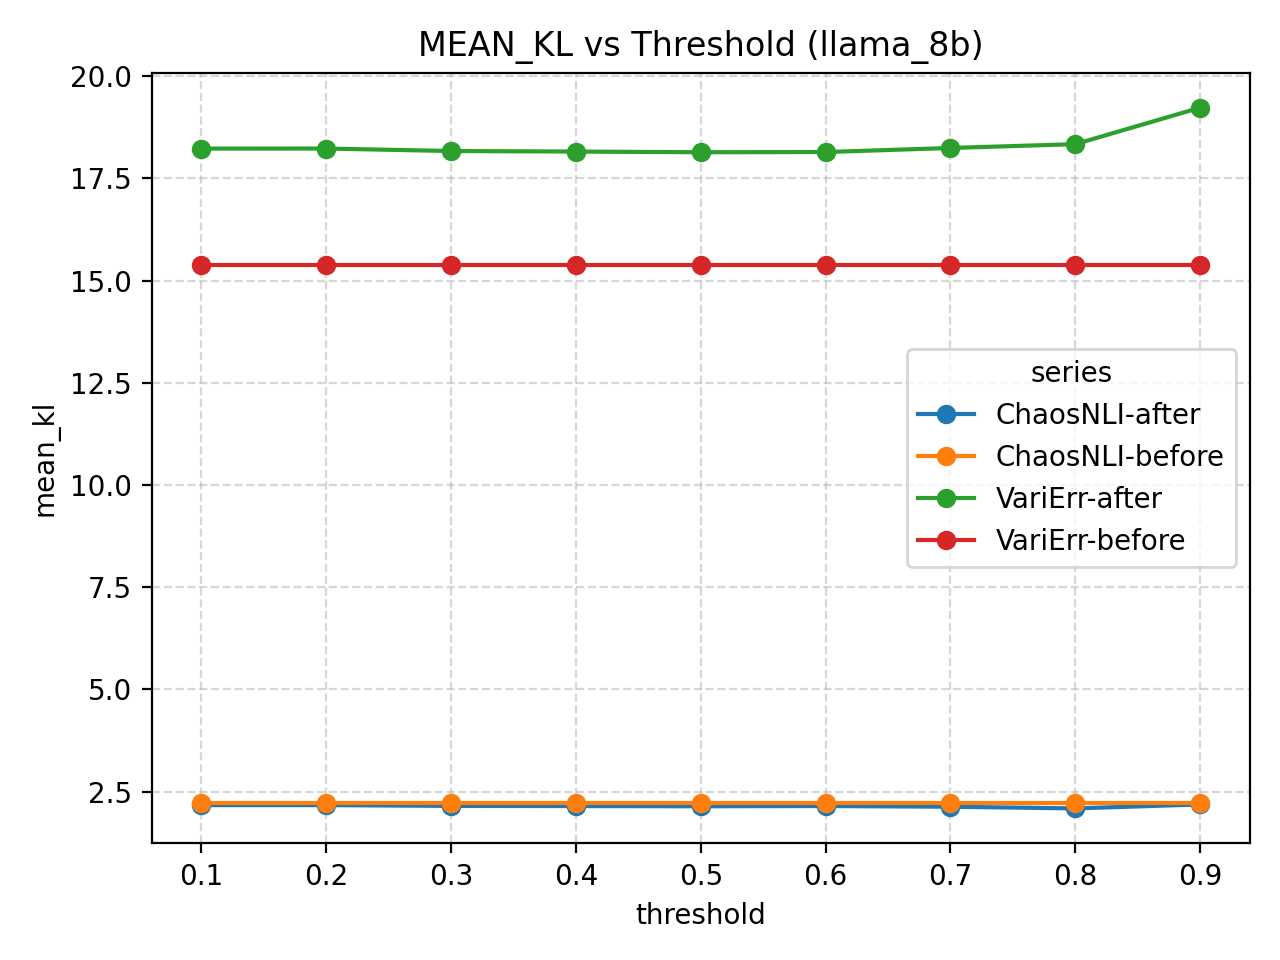 MEAN_KL vs Threshold (llama_8b)
20.0
17.5
15.0
12.5
10.0
7.5
5.0
2.5
mean_kl
series
ChaosNLI-after
ChaosNLI-before
VariErr-after
VariErr-before
0.1 0.2 0.3 0.4 0.5 0.6 0.7 0.8 0.9
threshold